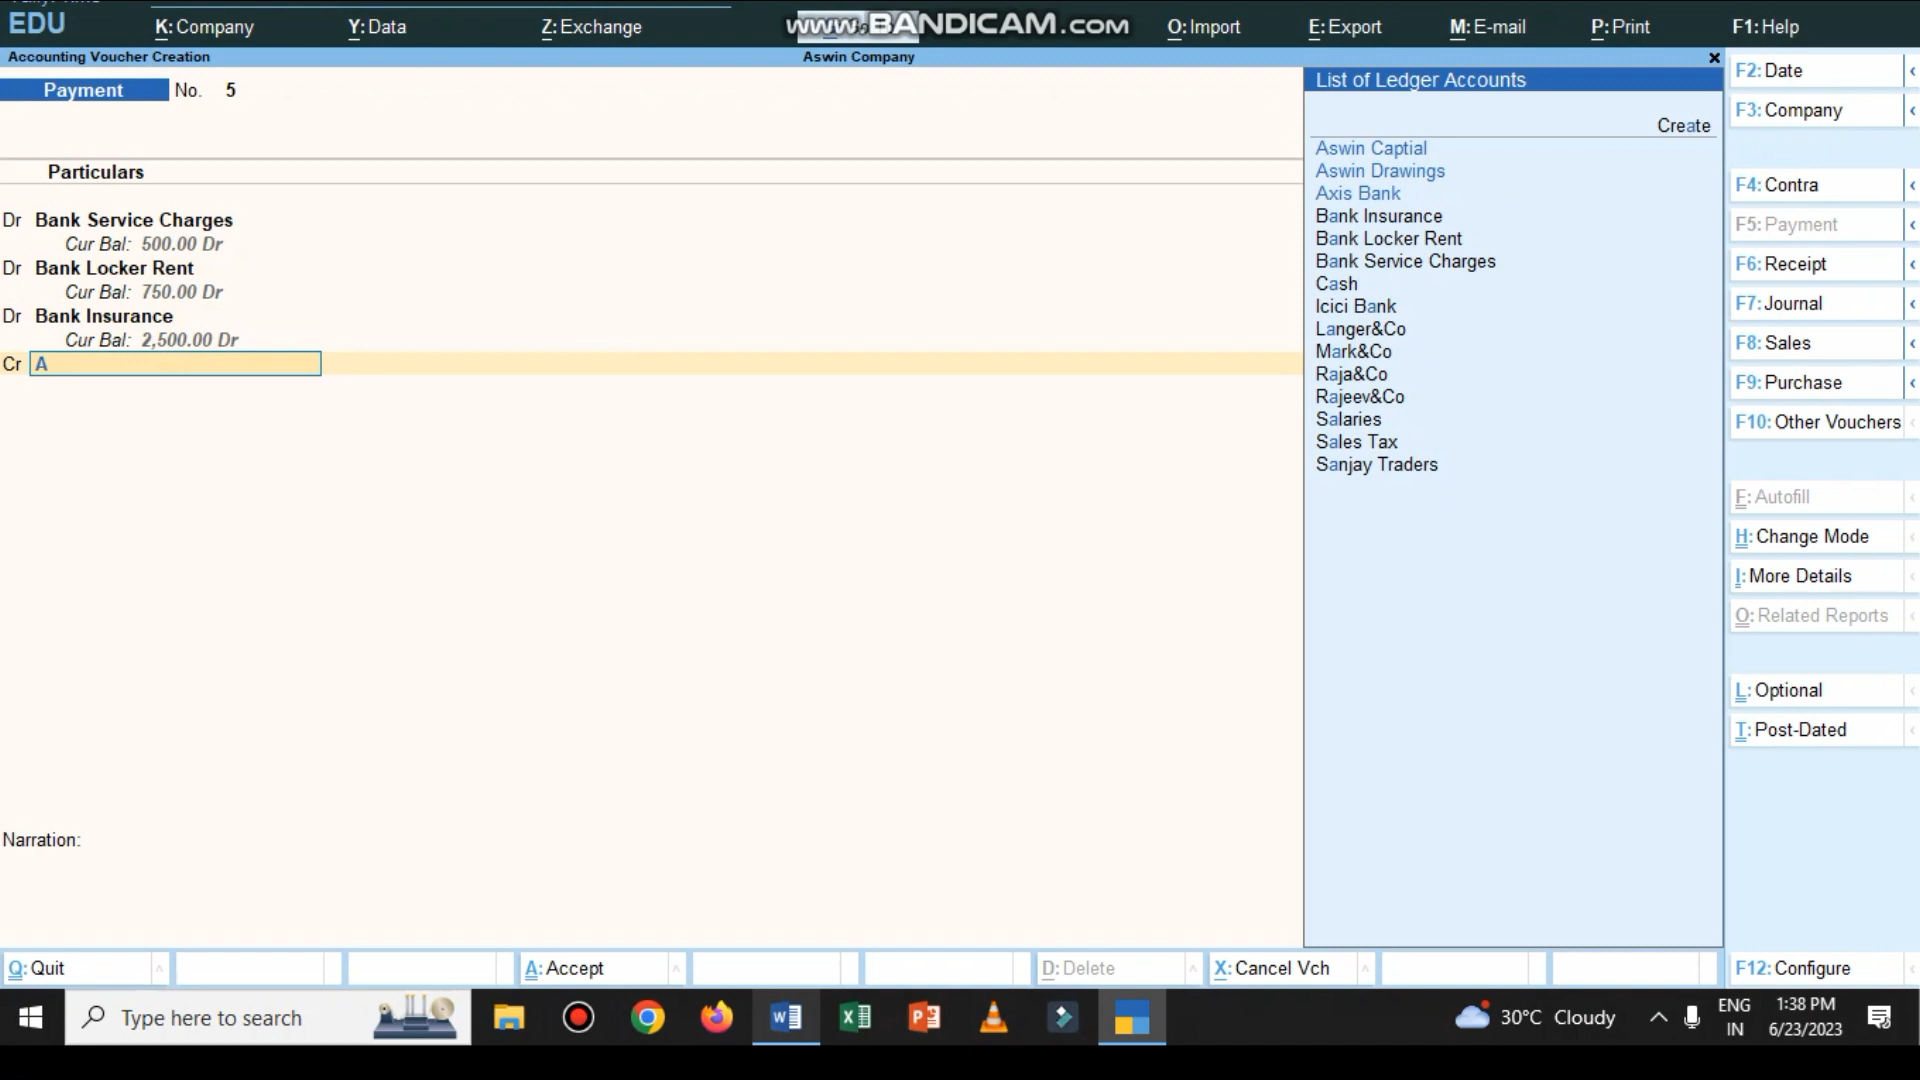 EDU
K: Company
Y: Data
Z: Exchange
www.BANDICAM.com
O: Import
E: Export
M: E-mail
P: Print
F1: Help
Accounting Voucher Creation
Aswin Company
Payment No. 5
Particulars
Dr Bank Service Charges
Cur Bal: 500.00 Dr
Dr Bank Locker Rent
Cur Bal: 750.00 Dr
Dr Bank Insurance
Cur Bal: 2,500.00 Dr
Cr A
Narration:
List of Ledger Accounts
Create
Aswin Captial
Aswin Drawings
Axis Bank
Bank Insurance
Bank Locker Rent
Bank Service Charges
Cash
Icici Bank
Langer&Co
Mark&Co
Raja&Co
Rajeev&Co
Salaries
Sales Tax
Sanjay Traders
F2: Date
F3: Company
F4: Contra
F5: Payment
F6: Receipt
F7: Journal
F8: Sales
F9: Purchase
F10: Other Vouchers
F: Autofill
H: Change Mode
I: More Details
O: Related Reports
L: Optional
T: Post-Dated
F12: Configure
Q: Quit
A: Accept
D: Delete
X: Cancel Vch
Type here to search
30°C Cloudy
ENG
IN
1:38 PM
6/23/2023